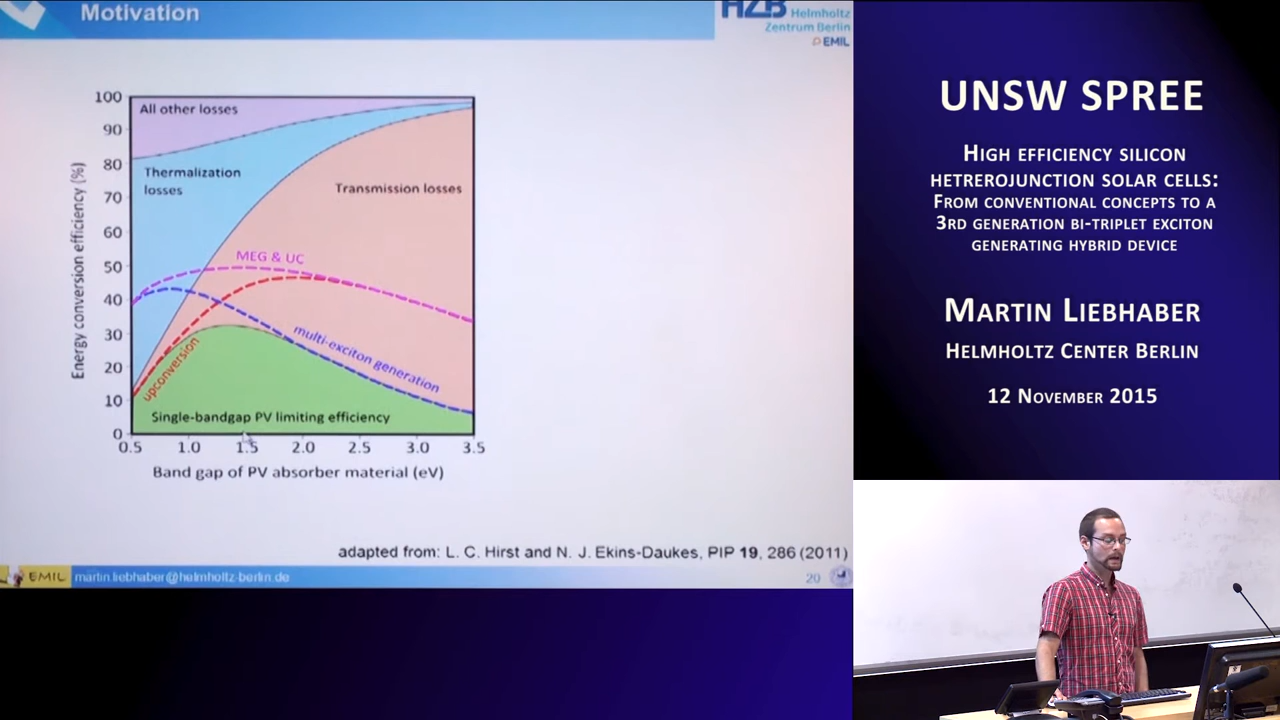 Motivation
HZB Helmholtz
Zentrum Berlin
EMIL
All other losses
Thermalization
losses
Transmission losses
MEG & UC
multi-exciton generation
upconversion
Single-bandgap PV limiting efficiency
Energy conversion efficiency (%)
100
90
80
70
60
50
40
30
20
10
0
0.5 1.0 1.5 2.0 2.5 3.0 3.5
Band gap of PV absorber material (eV)
adapted from: L. C. Hirst and N. J. Ekins-Daukes, PIP 19, 286 (2011)
EMIL martin.liebhaber@helmholtz-berlin.de 20
UNSW SPREE
High efficiency silicon
hetrerojunction solar cells:
From conventional concepts to a
3rd generation bi-triplet exciton
generating hybrid device
Martin Liebhaber
Helmholtz Center Berlin
12 November 2015